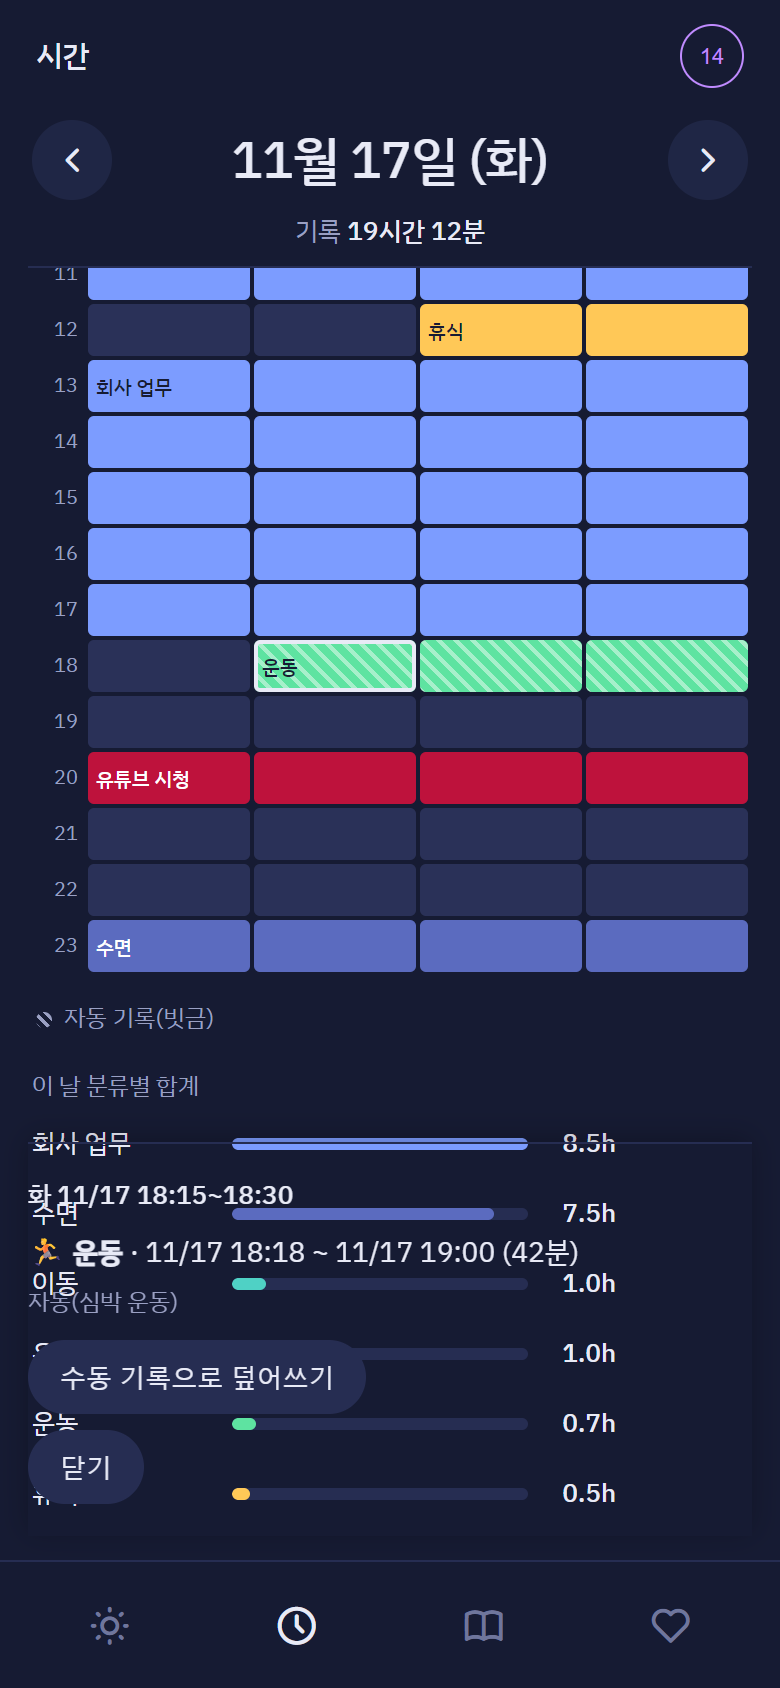 시간
14
11월 17일 (화)
기록 19시간 12분
11
12 휴식
13 회사 업무
14
15
16
17
18 운동
19
20 유튜브 시청
21
22
23 수면
자동 기록(빗금)
이 날 분류별 합계
회사 업무 8.5h
화 11/17 18:15~18:30
수면 7.5h
운동 · 11/17 18:18 ~ 11/17 19:00 (42분)
이동 1.0h
자동(심박 운동)
1.0h
수동 기록으로 덮어쓰기
운동 0.7h
닫기
0.5h